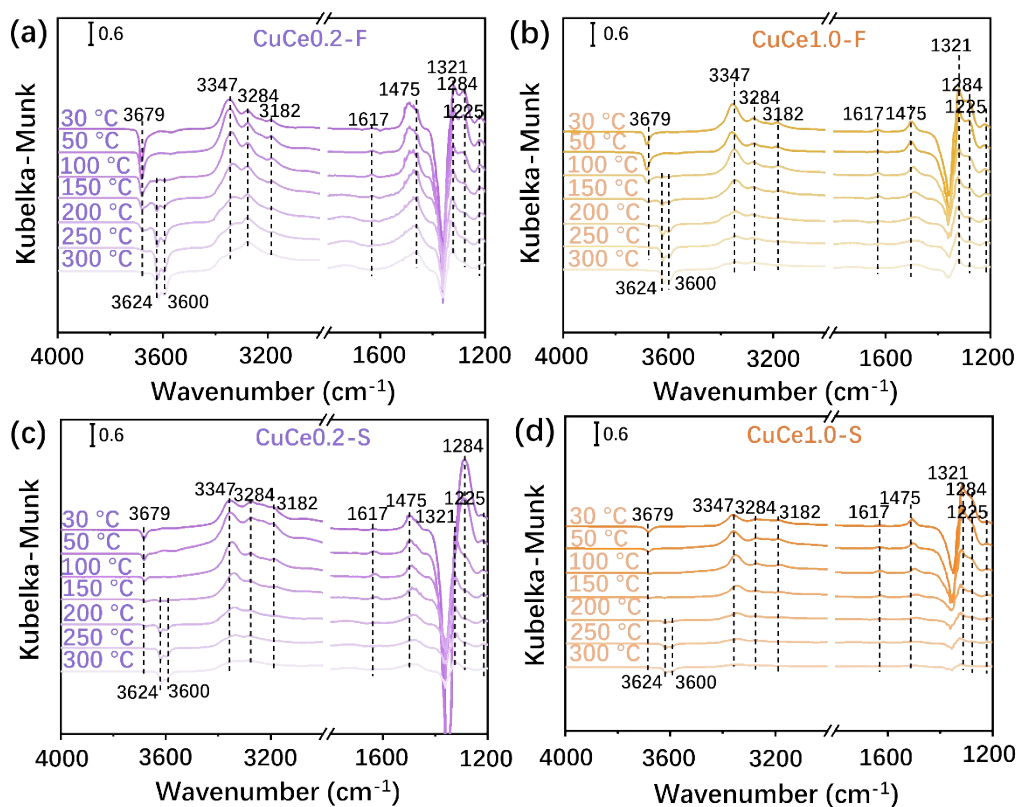 (a)
0.6
CuCe0.2-F
Kubelka-Munk
30 °C
50 °C
100 °C
150 °C
200 °C
250 °C
300 °C
3679
3624
3600
3347
3284
3182
1617
1475
1321
1284
1225
4000 3600 3200 1600 1200
Wavenumber (cm⁻¹)
(b)
0.6
CuCe1.0-F
Kubelka-Munk
30 °C
50 °C
100 °C
150 °C
200 °C
250 °C
300 °C
3679
3624
3600
3347
3284
3182
1617
1475
1321
1284
1225
4000 3600 3200 1600 1200
Wavenumber (cm⁻¹)
(c)
0.6
CuCe0.2-S
Kubelka-Munk
30 °C
50 °C
100 °C
150 °C
200 °C
250 °C
300 °C
3679
3624
3600
3347
3284
3182
1617
1475
1321
1284
1225
4000 3600 3200 1600 1200
Wavenumber (cm⁻¹)
(d)
0.6
CuCe1.0-S
Kubelka-Munk
30 °C
50 °C
100 °C
150 °C
200 °C
250 °C
300 °C
3679
3624
3600
3347
3284
3182
1617
1475
1321
1284
1225
4000 3600 3200 1600 1200
Wavenumber (cm⁻¹)